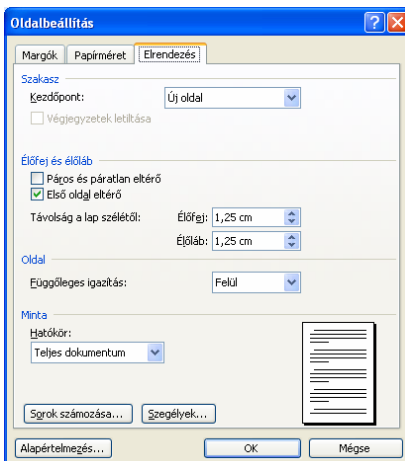 Oldalbeállítás
Margók Papírméret Elrendezés
Szakasz
Kezdőpont: Új oldal
Végjegyzetek letiltása
Élőfej és élőláb
Páros és páratlan eltérő
Első oldal eltérő
Távolság a lap szélétől: Élőfej: 1,25 cm
Élőláb: 1,25 cm
Oldal
Függőleges igazítás: Felül
Minta
Hatókör:
Teljes dokumentum
Sorok számozása... Szegélyek...
Alapértelmezés... OK Mégse